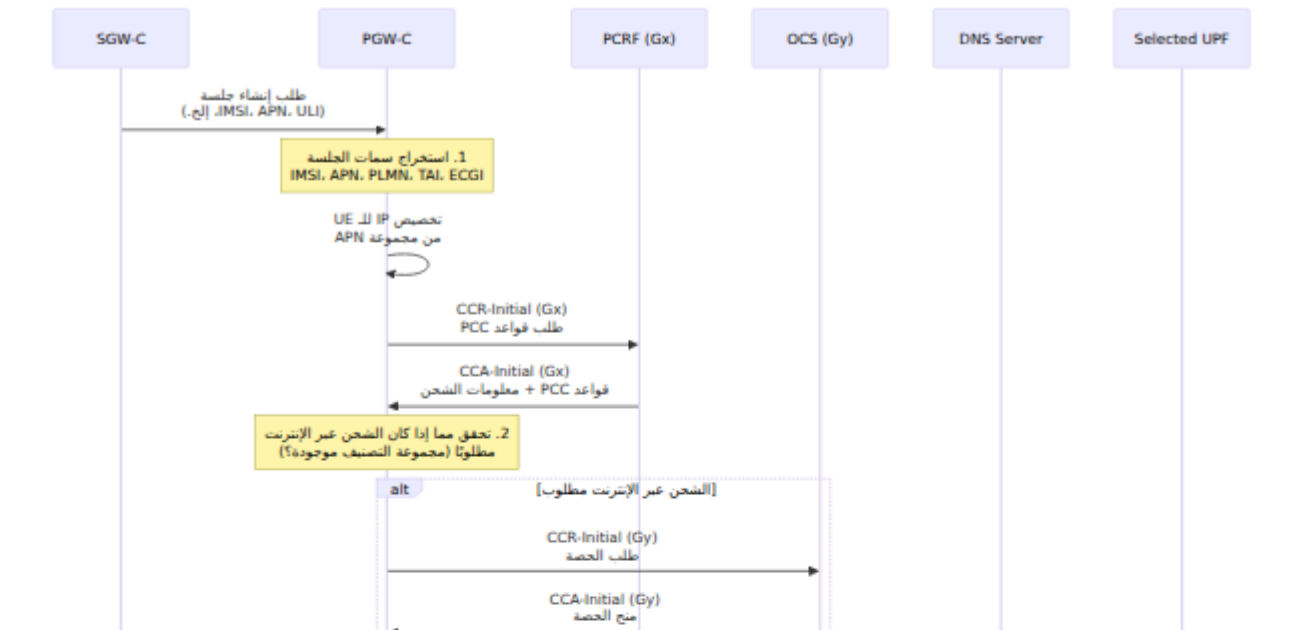 SGW-C
PGW-C
PCRF (Gx)
OCS (Gy)
DNS Server
Selected UPF
طلب إنشاء جلسة
(IMSI، APN، ULI، إلخ.)
1. استخراج سمات الجلسة
IMSI، APN، PLMN، TAI، ECGI
تخصيص IP للـ UE
من مجموعة APN
CCR-Initial (Gx)
طلب قواعد PCC
CCA-Initial (Gx)
قواعد PCC + معلومات الشحن
2. تحقق مما إذا كان الشحن عبر الإنترنت
مطلوبًا (مجموعة التصنيف موجودة؟)
alt
[الشحن عبر الإنترنت مطلوب]
CCR-Initial (Gy)
طلب الحصة
CCA-Initial (Gy)
منح الحصة